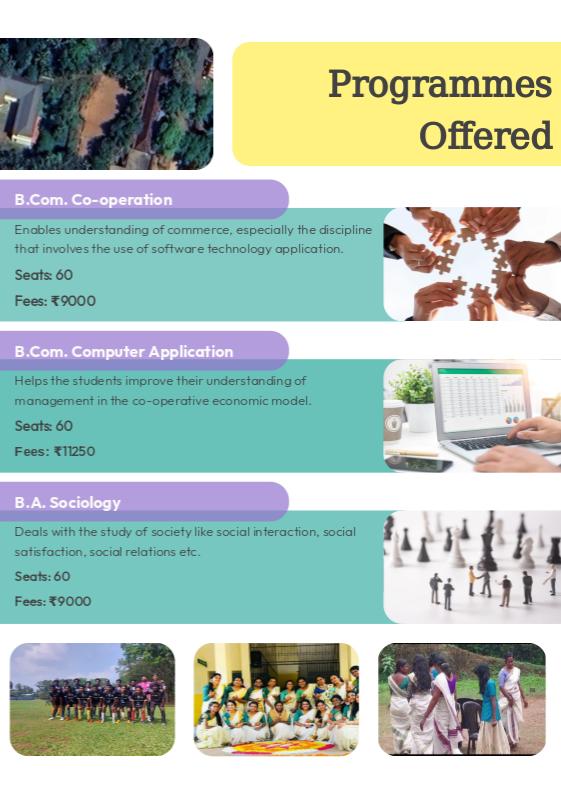 Programmes
Offered
B.Com. Co-operation
Enables understanding of commerce, especially the discipline
that involves the use of software technology application.
Seats: 60
Fees: ₹9000
B.Com. Computer Application
Helps the students improve their understanding of
management in the co-operative economic model.
Seats: 60
Fees: ₹11250
B.A. Sociology
Deals with the study of society like social interaction, social
satisfaction, social relations etc.
Seats: 60
Fees: ₹9000